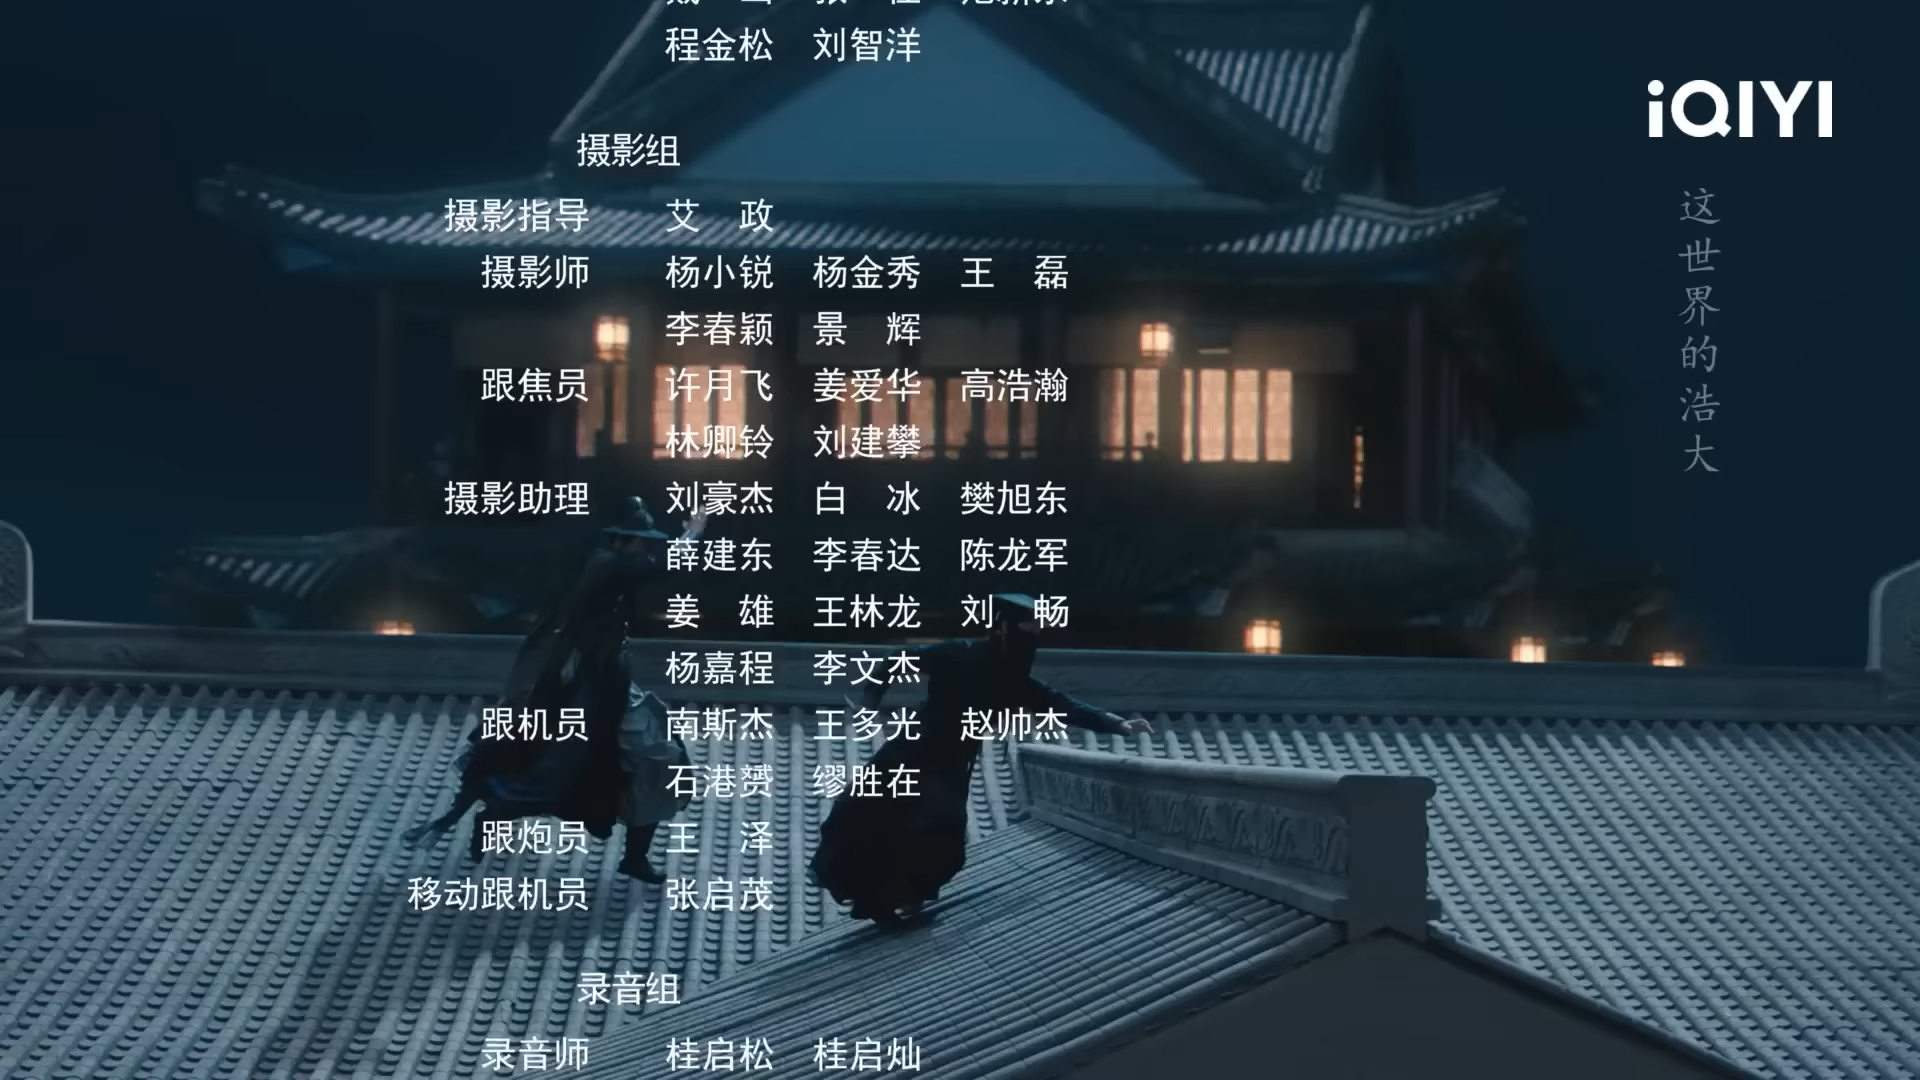 程金松 刘智洋
摄影组
摄影指导 艾 政
摄影师 杨小锐 杨金秀 王 磊
李春颖 景 辉
跟焦员 许月飞 姜爱华 高浩瀚
林卿铃 刘建攀
摄影助理 刘豪杰 白 冰 樊旭东
薛建东 李春达 陈龙军
姜 雄 王林龙 刘 畅
杨嘉程 李文杰
跟机员 南斯杰 王多光 赵帅杰
石港赟 缪胜在
跟炮员 王 泽
移动跟机员 张启茂
录音组
录音师 桂启松 桂启灿
iQIYI
这世界的浩大